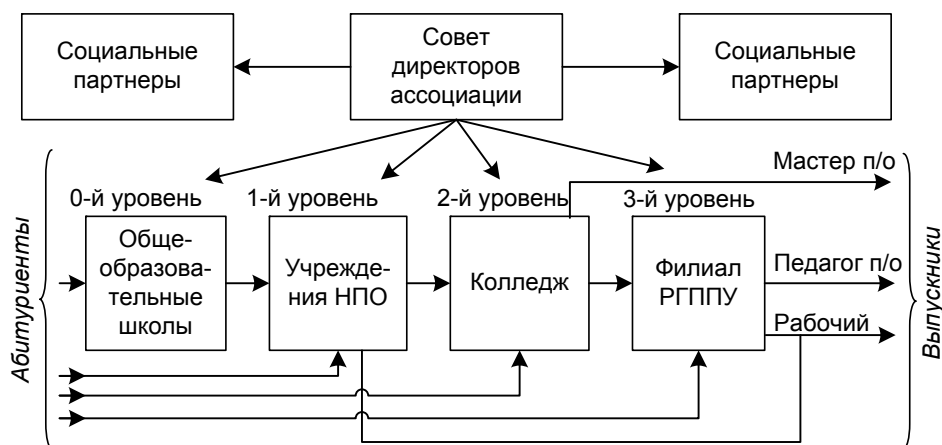 Социальные
партнеры
Совет
директоров
ассоциации
Социальные
партнеры
Мастер п/о
0-й уровень
1-й уровень
2-й уровень
3-й уровень
Абитуриенты
Обще-
образова-
тельные
школы
Учрежде-
ния НПО
Колледж
Филиал
РГППУ
Педагог п/о
Рабочий
Выпускники